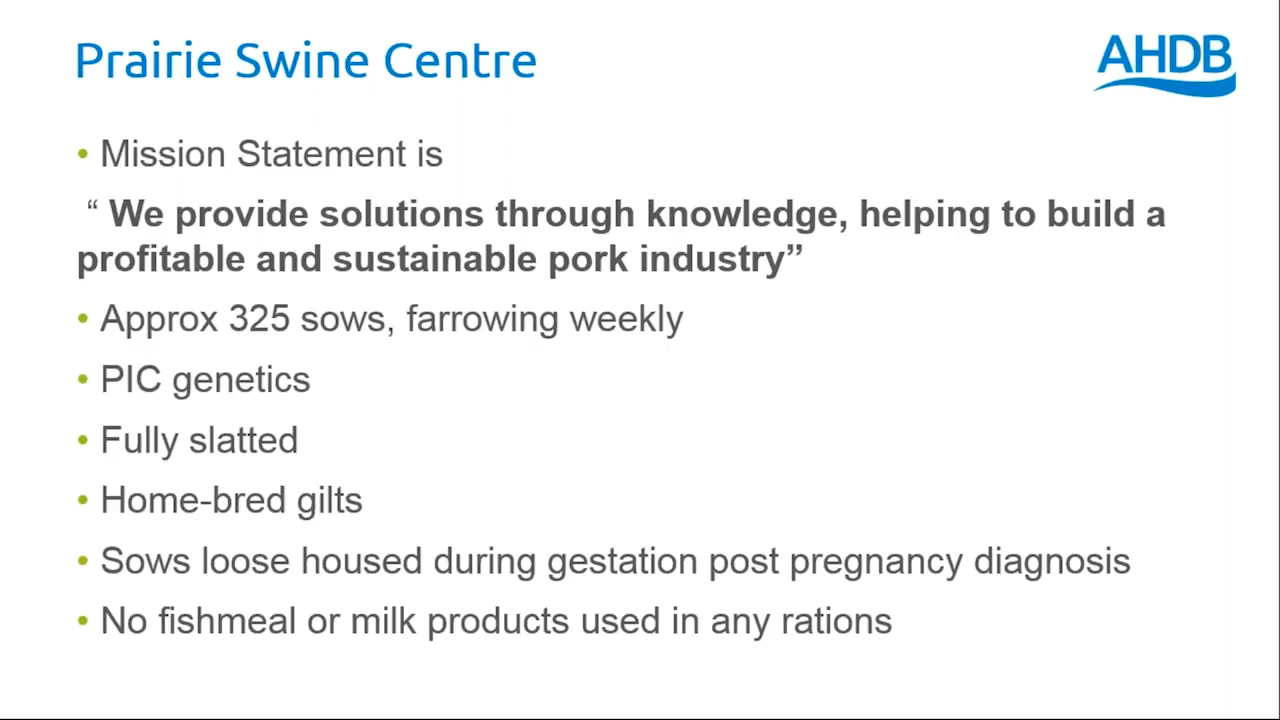 Prairie Swine Centre
AHDB
• Mission Statement is
“ We provide solutions through knowledge, helping to build a
profitable and sustainable pork industry”
• Approx 325 sows, farrowing weekly
• PIC genetics
• Fully slatted
• Home-bred gilts
• Sows loose housed during gestation post pregnancy diagnosis
• No fishmeal or milk products used in any rations